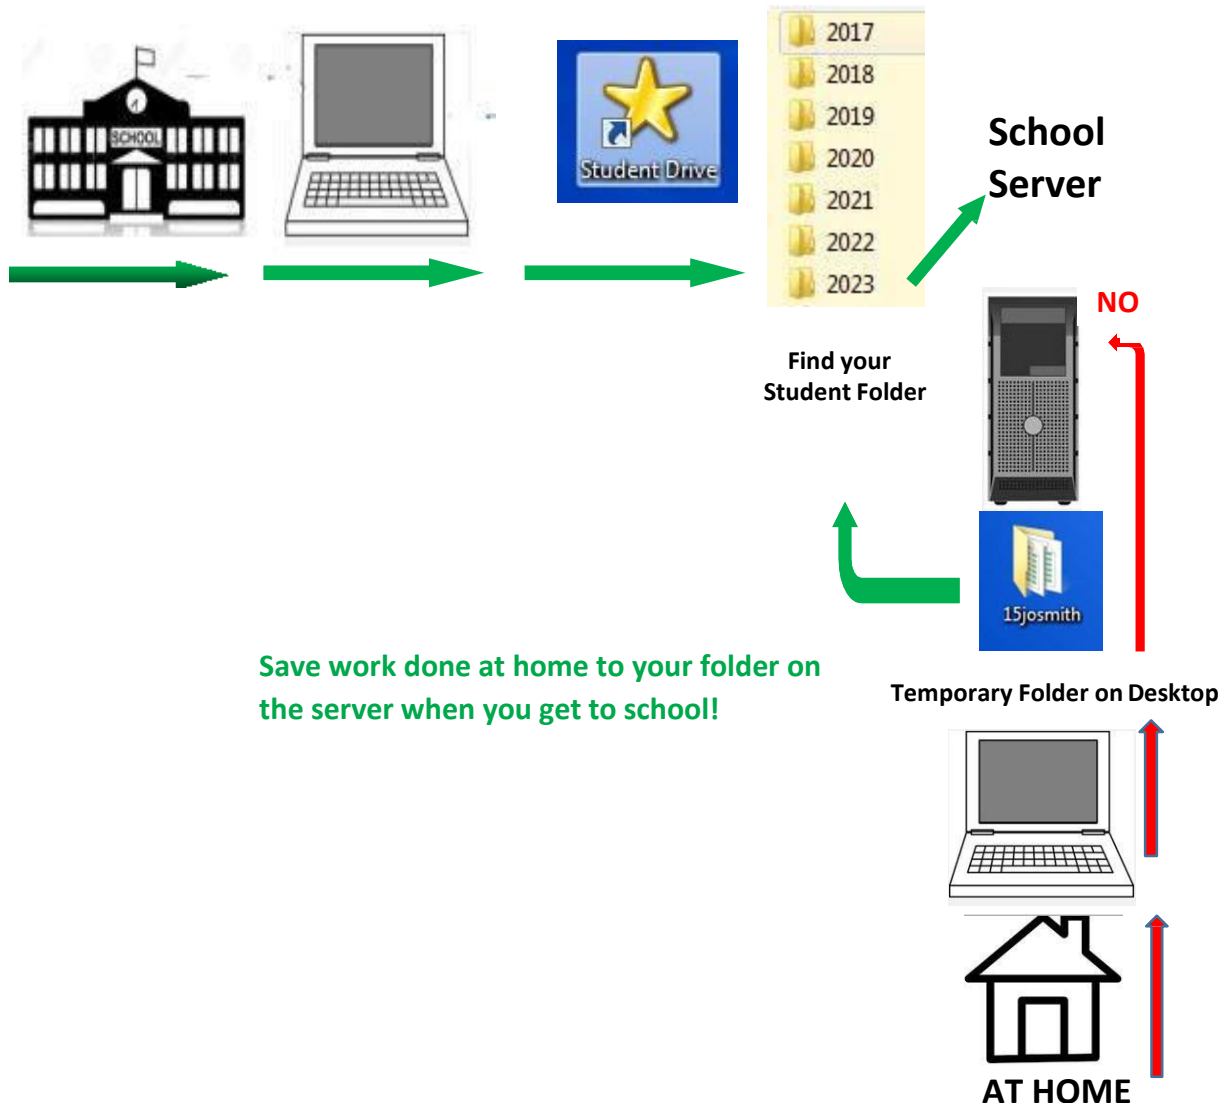 SCHOOL
Student Drive
2017
2018
2019
2020
2021
2022
2023
School
Server
NO
Find your
Student Folder
15josmith
Save work done at home to your folder on
the server when you get to school!
Temporary Folder on Desktop
AT HOME